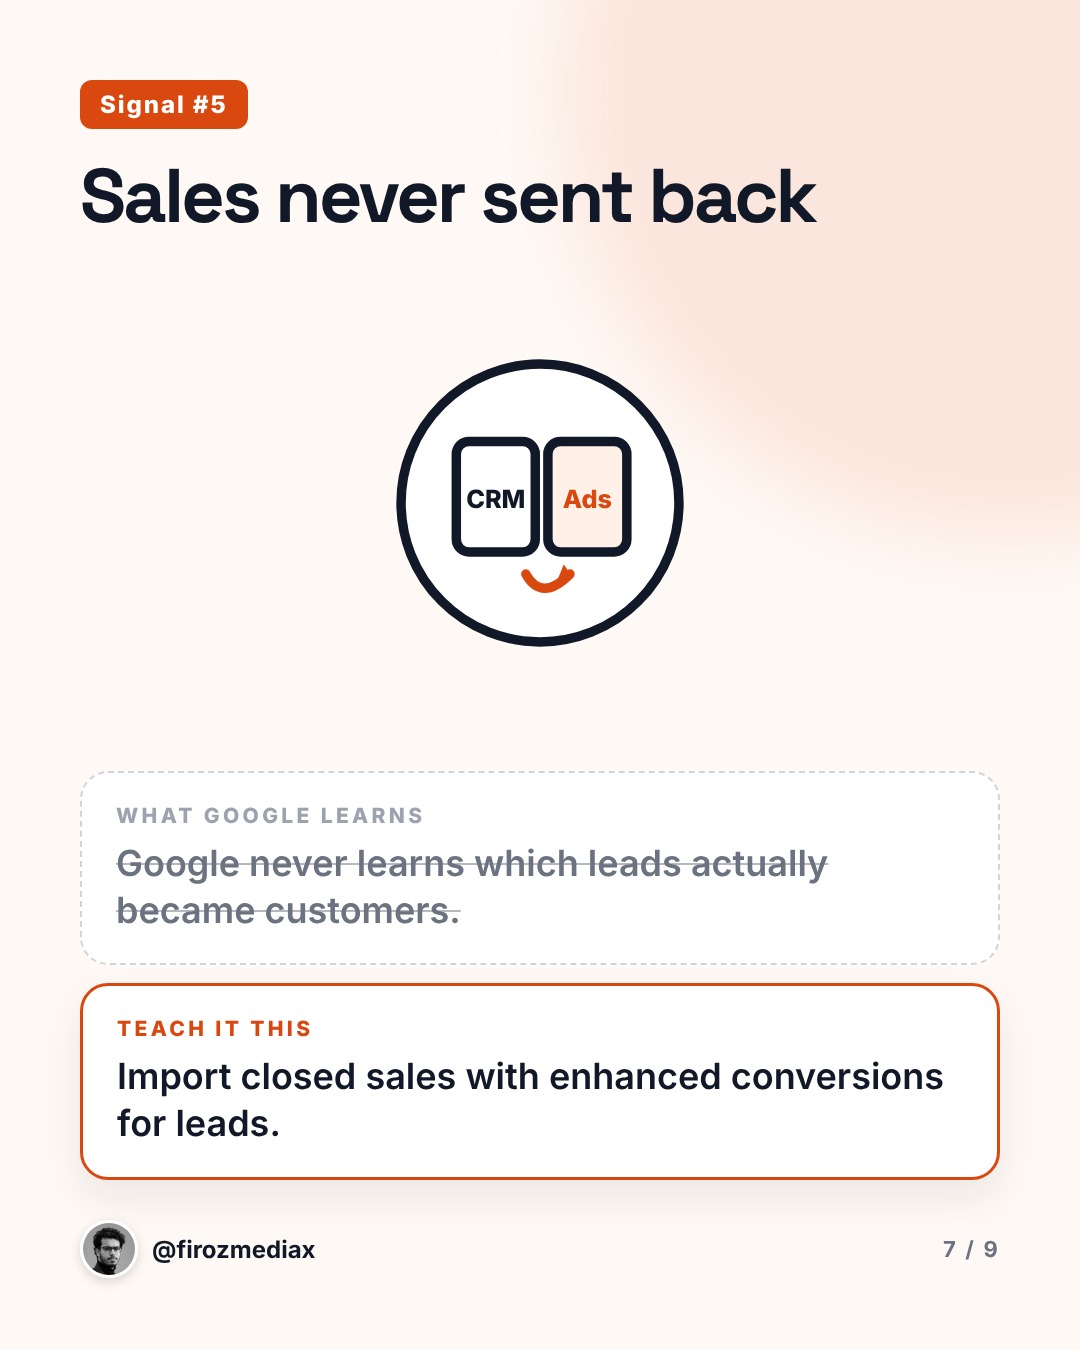 Signal #5
Sales never sent back
CRM Ads
WHAT GOOGLE LEARNS
Google never learns which leads actually
became customers.
TEACH IT THIS
Import closed sales with enhanced conversions
for leads.
@firozmediax
7 / 9